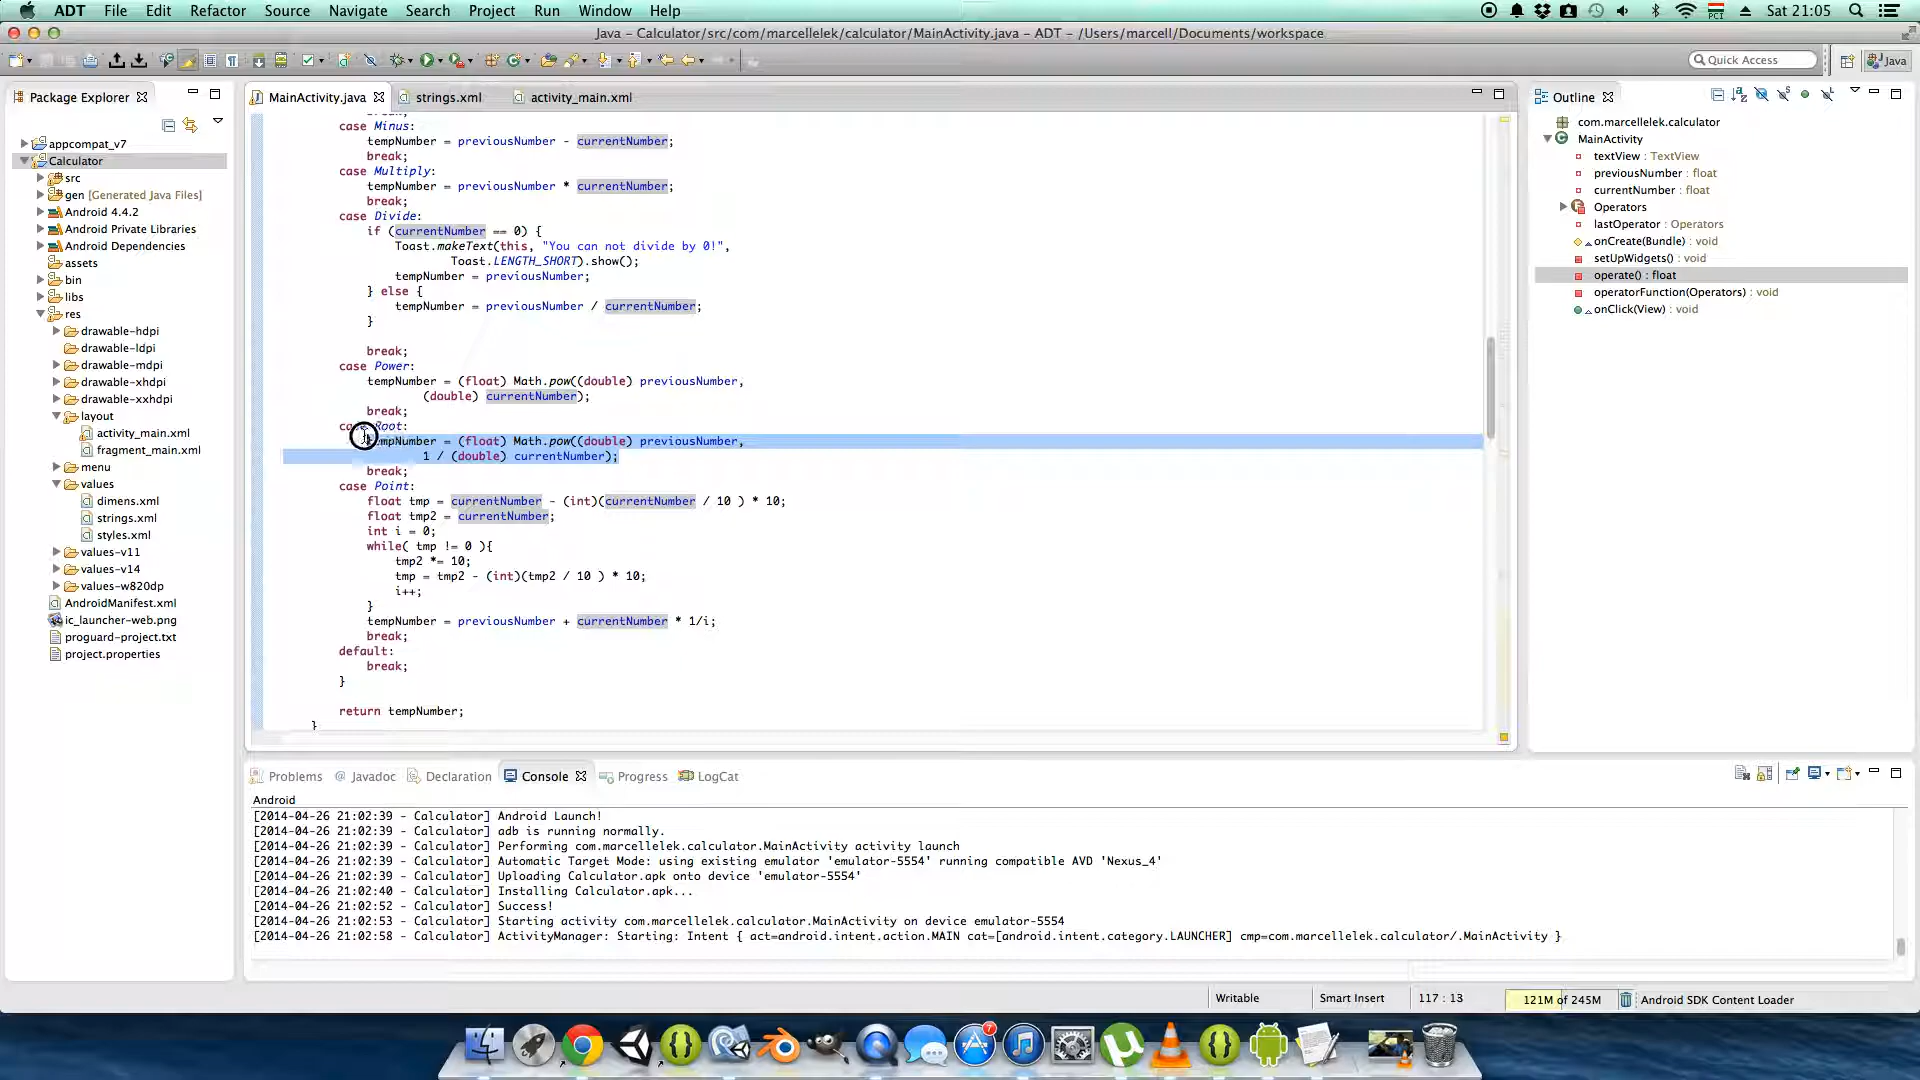 ADT File Edit Refactor Source Navigate Search Project Run Window Help PCI Sat 21:05
Java – Calculator/src/com/marcellelek/calculator/MainActivity.java – ADT – /Users/marcell/Documents/workspace
Quick Access Java
Package Explorer
appcompat_v7
Calculator
src
gen [Generated Java Files]
Android 4.4.2
Android Private Libraries
Android Dependencies
assets
bin
libs
res
drawable-hdpi
drawable-ldpi
drawable-mdpi
drawable-xhdpi
drawable-xxhdpi
layout
activity_main.xml
fragment_main.xml
menu
values
dimens.xml
strings.xml
styles.xml
values-v11
values-v14
values-w820dp
AndroidManifest.xml
ic_launcher-web.png
proguard-project.txt
project.properties
MainActivity.java strings.xml activity_main.xml
break;
case Minus:
tempNumber = previousNumber - currentNumber;
break;
case Multiply:
tempNumber = previousNumber * currentNumber;
break;
case Divide:
if (currentNumber == 0) {
Toast.makeText(this, "You can not divide by 0!",
Toast.LENGTH_SHORT).show();
tempNumber = previousNumber;
} else {
tempNumber = previousNumber / currentNumber;
}
break;
case Power:
tempNumber = (float) Math.pow((double) previousNumber,
(double) currentNumber);
break;
case Root:
tempNumber = (float) Math.pow((double) previousNumber,
1 / (double) currentNumber);
break;
case Point:
float tmp = currentNumber - (int)(currentNumber / 10 ) * 10;
float tmp2 = currentNumber;
int i = 0;
while( tmp != 0 ){
tmp2 *= 10;
tmp = tmp2 - (int)(tmp2 / 10 ) * 10;
i++;
}
tempNumber = previousNumber + currentNumber * 1/i;
break;
default:
break;
}
return tempNumber;
}
Outline
com.marcellelek.calculator
MainActivity
textView : TextView
previousNumber : float
currentNumber : float
Operators
lastOperator : Operators
onCreate(Bundle) : void
setUpWidgets() : void
operate() : float
operatorFunction(Operators) : void
onClick(View) : void
Problems @ Javadoc Declaration Console Progress LogCat
Android
[2014-04-26 21:02:39 - Calculator] Android Launch!
[2014-04-26 21:02:39 - Calculator] adb is running normally.
[2014-04-26 21:02:39 - Calculator] Performing com.marcellelek.calculator.MainActivity activity launch
[2014-04-26 21:02:39 - Calculator] Automatic Target Mode: using existing emulator 'emulator-5554' running compatible AVD 'Nexus_4'
[2014-04-26 21:02:39 - Calculator] Uploading Calculator.apk onto device 'emulator-5554'
[2014-04-26 21:02:40 - Calculator] Installing Calculator.apk...
[2014-04-26 21:02:52 - Calculator] Success!
[2014-04-26 21:02:53 - Calculator] Starting activity com.marcellelek.calculator.MainActivity on device emulator-5554
[2014-04-26 21:02:58 - Calculator] ActivityManager: Starting: Intent { act=android.intent.action.MAIN cat=[android.intent.category.LAUNCHER] cmp=com.marcellelek.calculator/.MainActivity }
Writable Smart Insert 117 : 13 121M of 245M Android SDK Content Loader
7